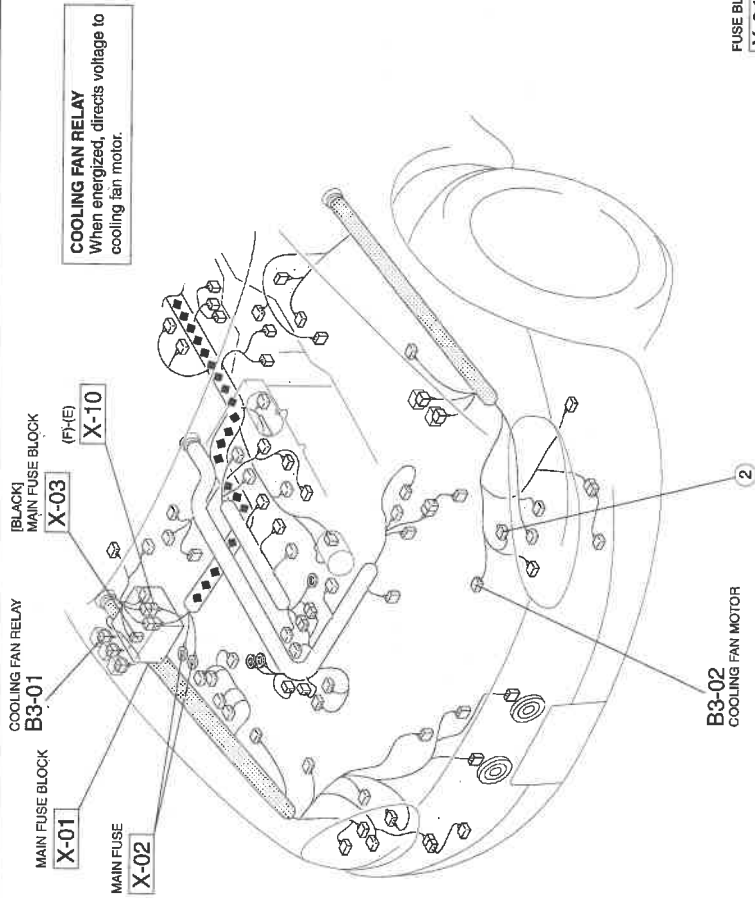 COOLING FAN RELAY
When energized, directs voltage to
cooling fan motor.
[BLACK]
MAIN FUSE BLOCK
X-03
(F)-(E)
X-10
COOLING FAN RELAY
B3-01
MAIN FUSE BLOCK
X-01
MAIN FUSE
X-02
B3-02
COOLING FAN MOTOR
2
FUSE